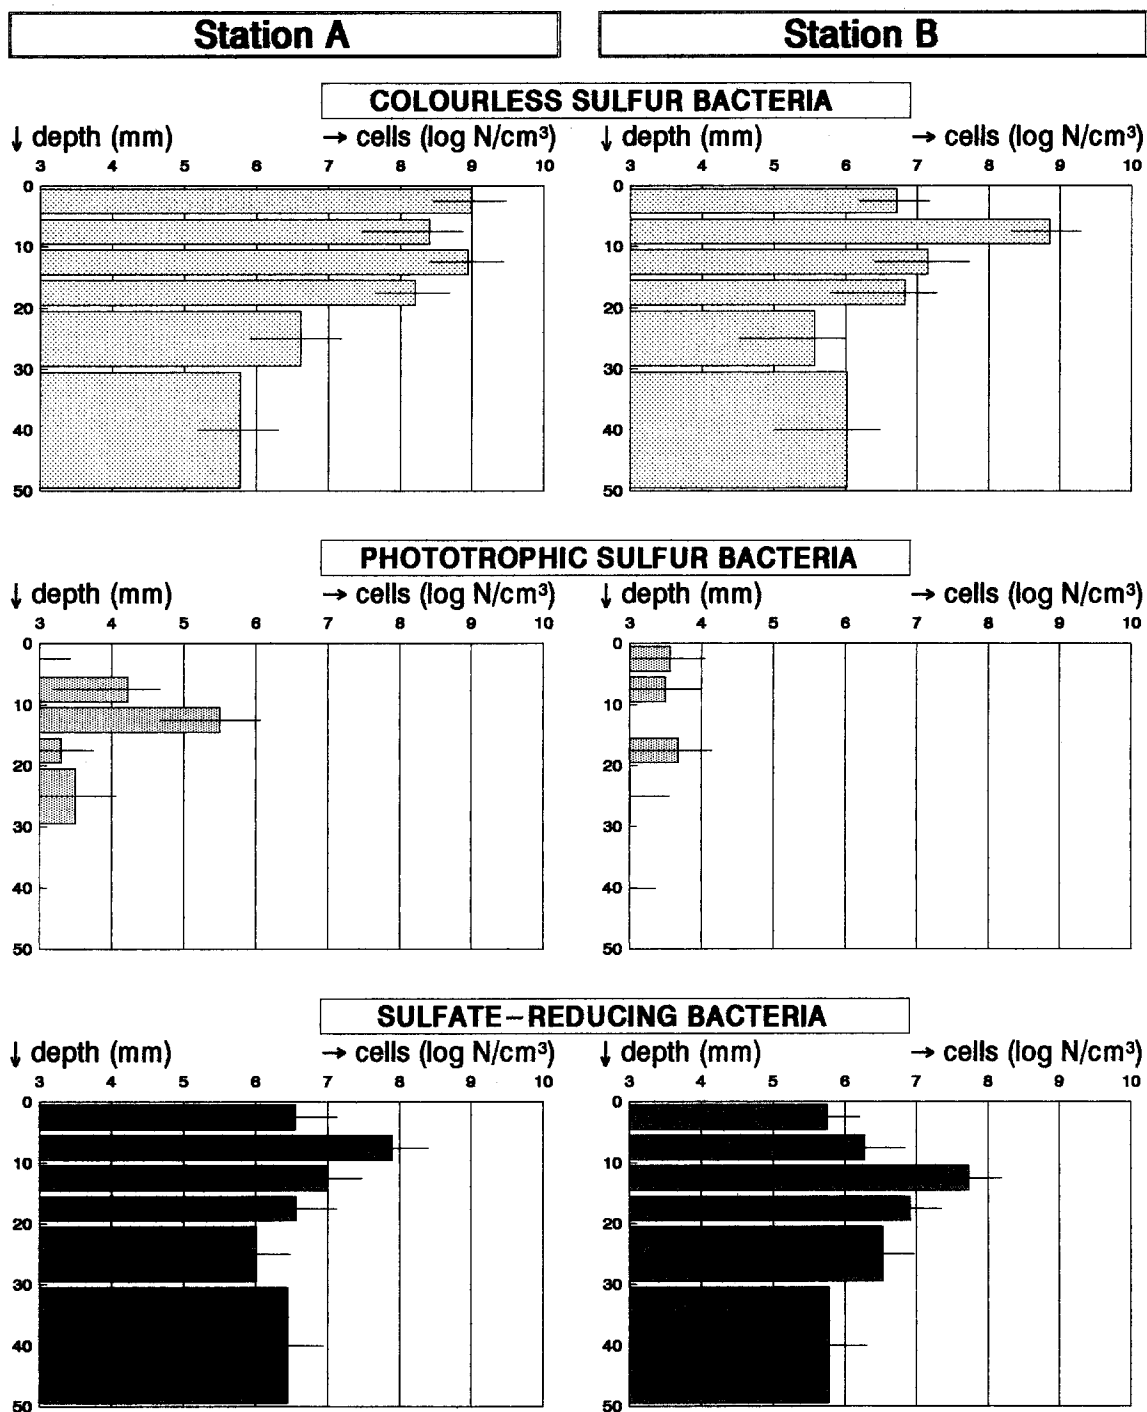 Station A Station B
COLOURLESS SULFUR BACTERIA
↓ depth (mm) → cells (log N/cm³) ↓ depth (mm) → cells (log N/cm³)
3 4 5 6 7 8 9 10 3 4 5 6 7 8 9 10
0 0
10 10
20 20
30 30
40 40
50 50
PHOTOTROPHIC SULFUR BACTERIA
↓ depth (mm) → cells (log N/cm³) ↓ depth (mm) → cells (log N/cm³)
3 4 5 6 7 8 9 10 3 4 5 6 7 8 9 10
0 0
10 10
20 20
30 30
40 40
50 50
SULFATE–REDUCING BACTERIA
↓ depth (mm) → cells (log N/cm³) ↓ depth (mm) → cells (log N/cm³)
3 4 5 6 7 8 9 10 3 4 5 6 7 8 9 10
0 0
10 10
20 20
30 30
40 40
50 50